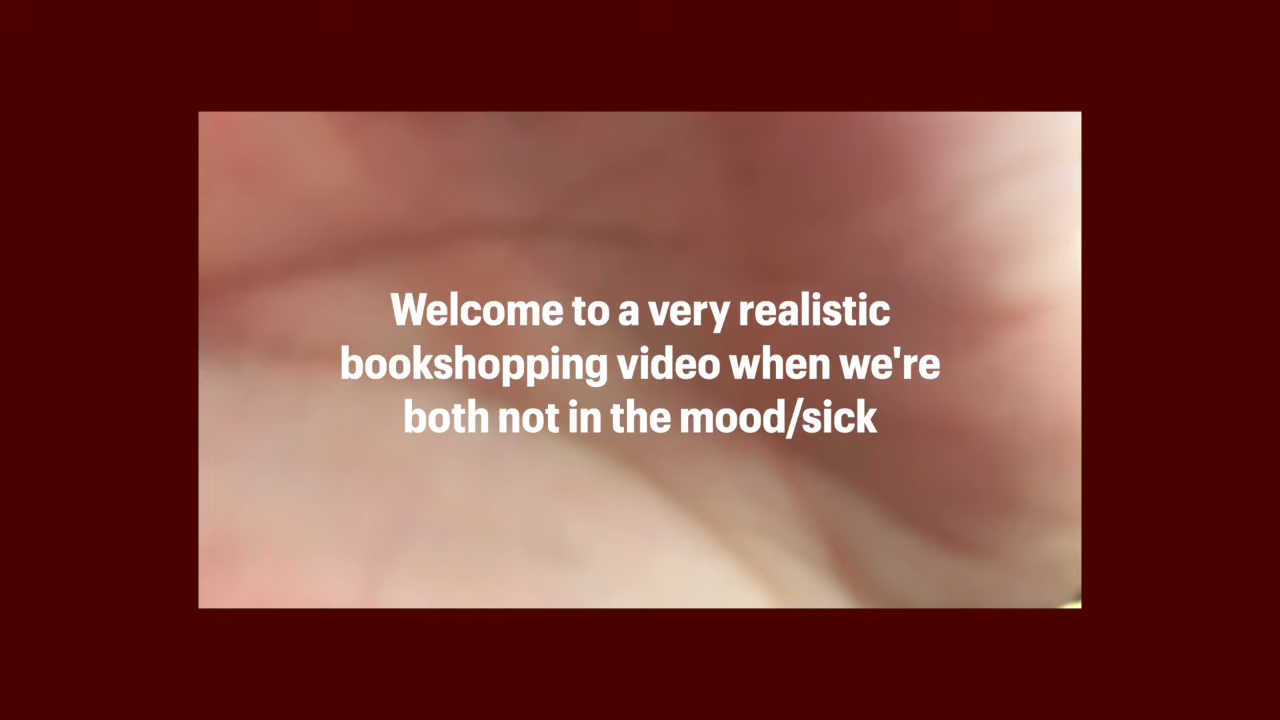 Welcome to a very realistic
bookshopping video when we're
both not in the mood/sick